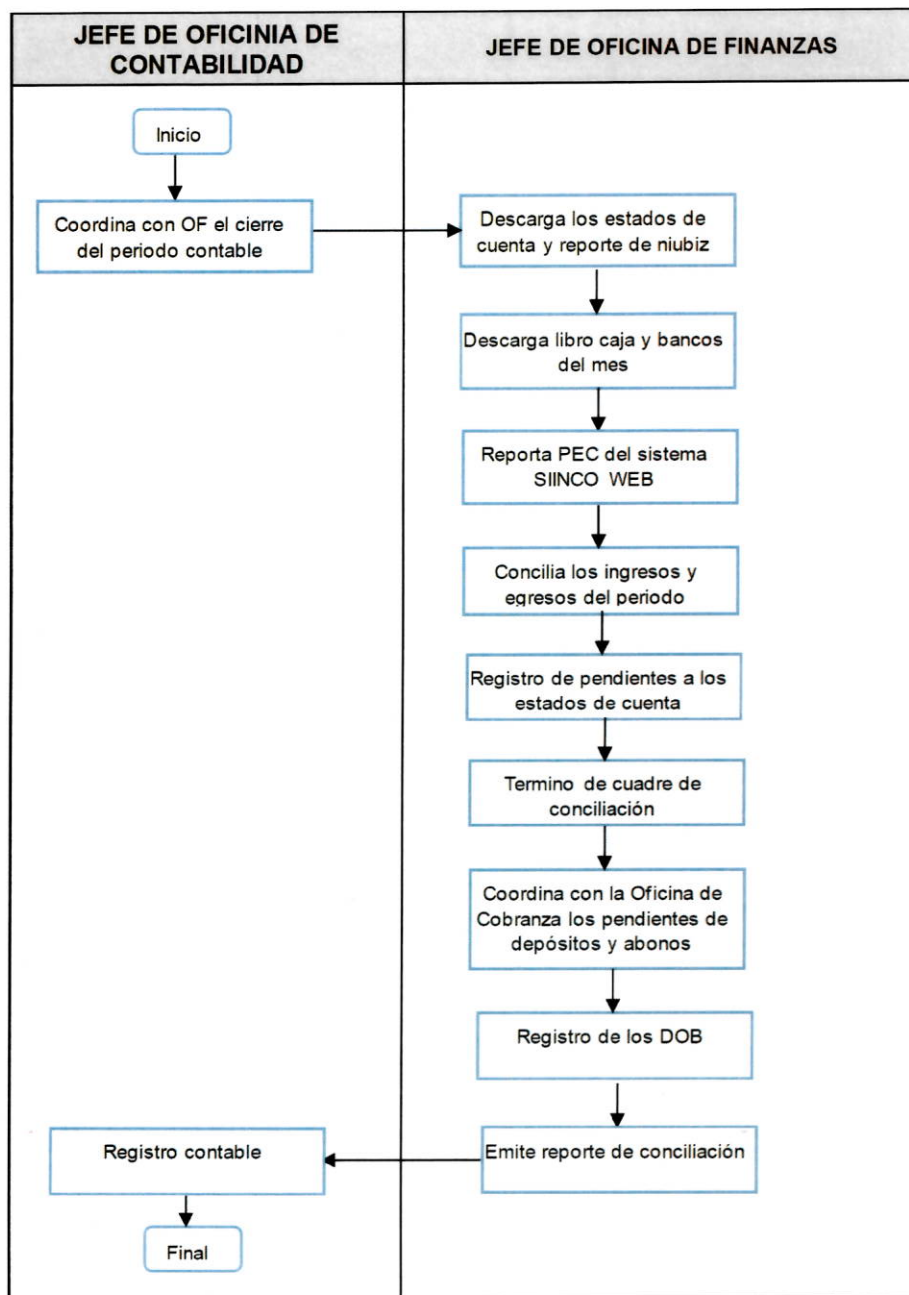 JEFE DE OFICINIA DE
CONTABILIDAD
JEFE DE OFICINA DE FINANZAS
Inicio
Coordina con OF el cierre
del periodo contable
Descarga los estados de
cuenta y reporte de niubiz
Descarga libro caja y bancos
del mes
Reporta PEC del sistema
SIINCO WEB
Concilia los ingresos y
egresos del periodo
Registro de pendientes a los
estados de cuenta
Termino de cuadre de
conciliación
Coordina con la Oficina de
Cobranza los pendientes de
depósitos y abonos
Registro de los DOB
Emite reporte de conciliación
Registro contable
Final